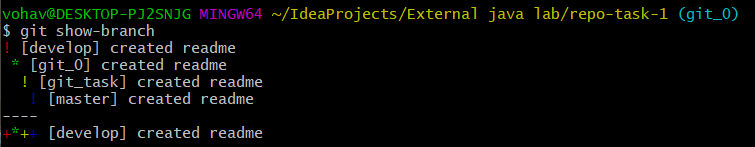 vohav@DESKTOP-PJ2SNJG MINGW64 ~/IdeaProjects/External java lab/repo-task-1 (git_0)
$ git show-branch
! [develop] created readme
 * [git_0] created readme
  ! [git_task] created readme
   ! [master] created readme
----
+*++ [develop] created readme